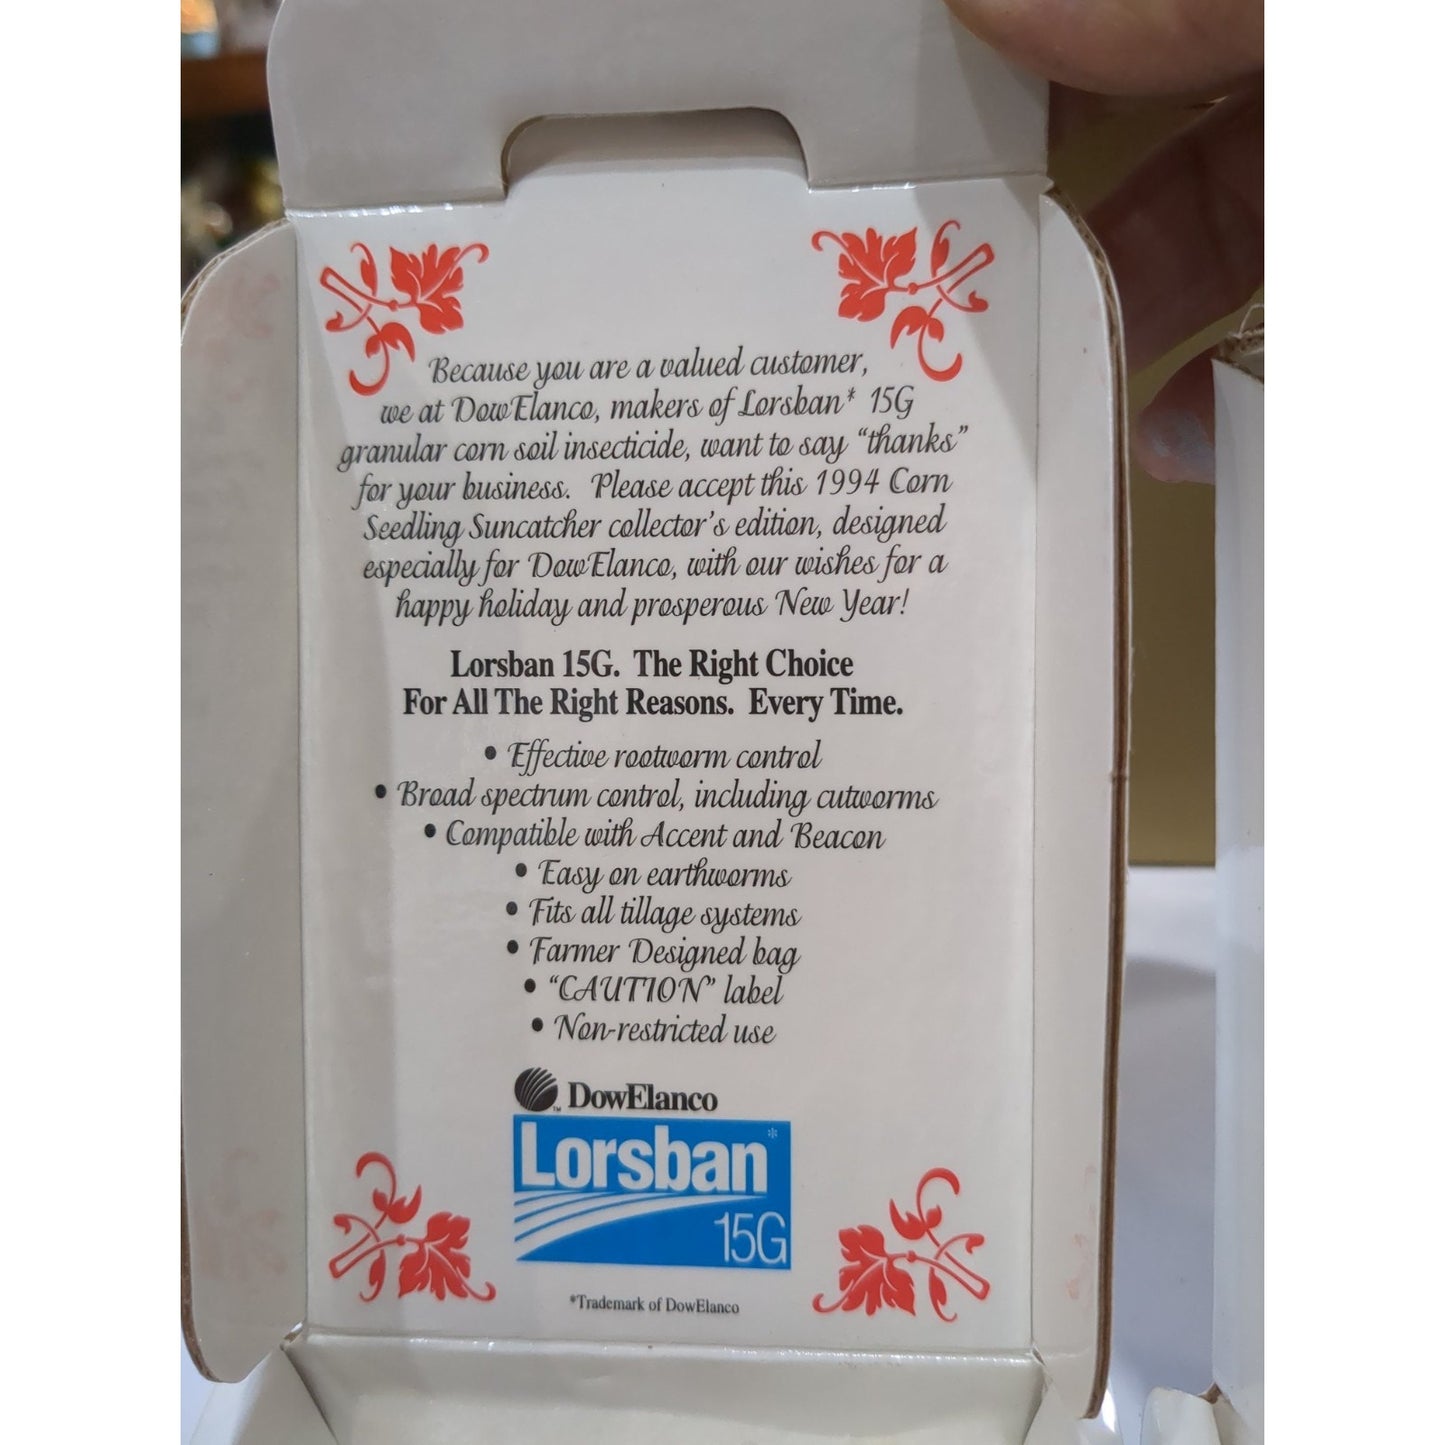 Because you are a valued customer,
we at DowElanco, makers of Lorsban* 15G
granular corn soil insecticide, want to say “thanks”
for your business. Please accept this 1994 Corn
Seedling Suncatcher collector’s edition, designed
especially for DowElanco, with our wishes for a
happy holiday and prosperous New Year!
Lorsban 15G. The Right Choice
For All The Right Reasons. Every Time.
• Effective rootworm control
• Broad spectrum control, including cutworms
• Compatible with Accent and Beacon
• Easy on earthworms
• Fits all tillage systems
• Farmer Designed bag
• “CAUTION” label
• Non-restricted use
™ DowElanco
Lorsban*
15G
*Trademark of DowElanco